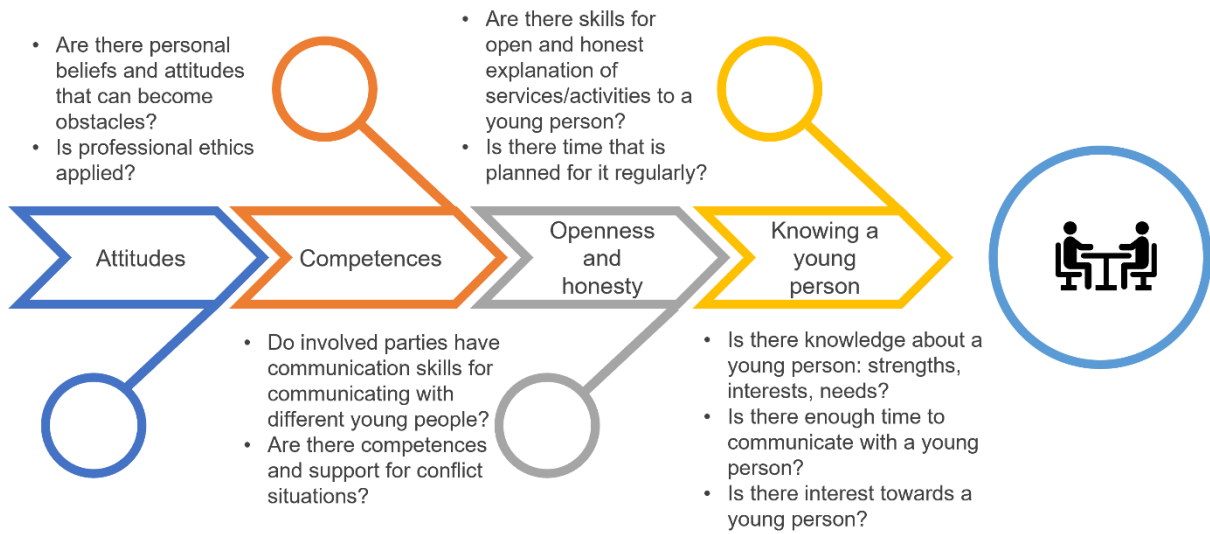 • Are there personal
beliefs and attitudes
that can become
obstacles?
• Is professional ethics
applied?
• Are there skills for
open and honest
explanation of
services/activities to a
young person?
• Is there time that is
planned for it regularly?
Attitudes
Competences
Openness
and
honesty
Knowing a
young
person
• Do involved parties have
communication skills for
communicating with
different young people?
• Are there competences
and support for conflict
situations?
• Is there knowledge about a
young person: strengths,
interests, needs?
• Is there enough time to
communicate with a young
person?
• Is there interest towards a
young person?